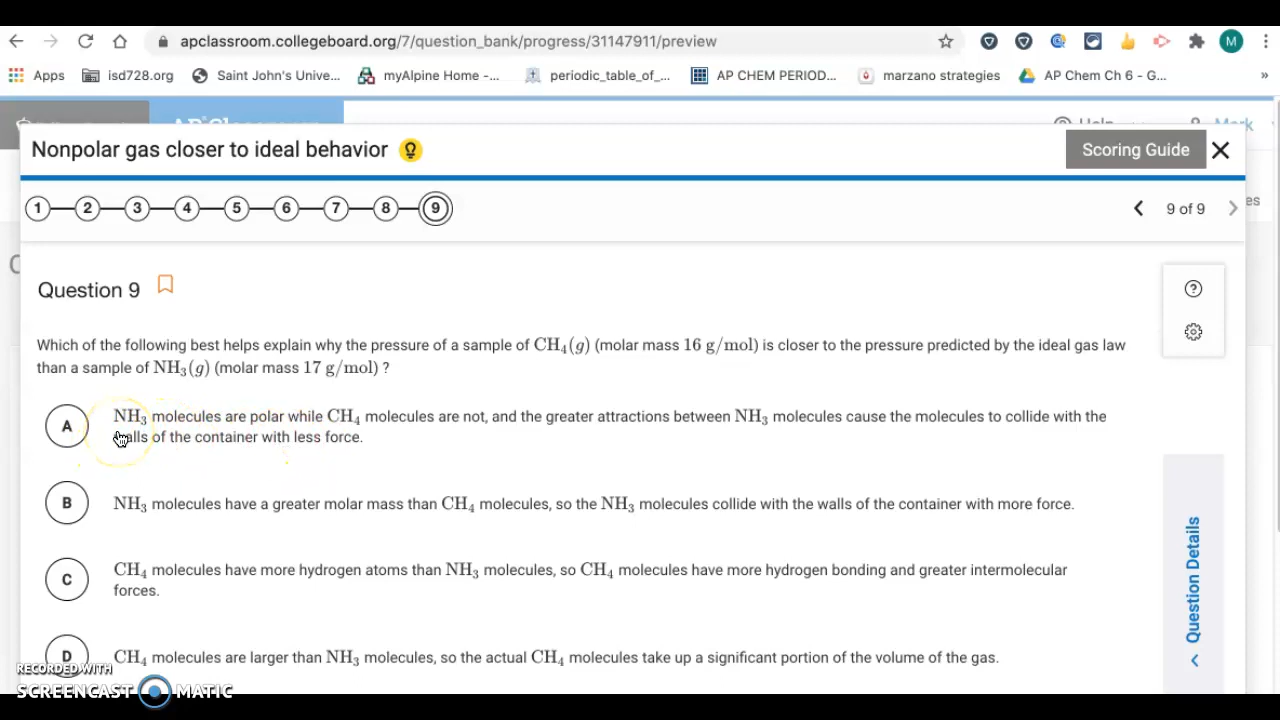 apclassroom.collegeboard.org/7/question_bank/progress/31147911/preview
M
Apps isd728.org Saint John's Unive... myAlpine Home -... periodic_table_of_... AP CHEM PERIOD... marzano strategies AP Chem Ch 6 - G... »
Help Mark
Nonpolar gas closer to ideal behavior Scoring Guide
1 2 3 4 5 6 7 8 9 9 of 9 es
Question 9
Which of the following best helps explain why the pressure of a sample of CH₄(g) (molar mass 16 g/mol) is closer to the pressure predicted by the ideal gas law
than a sample of NH₃(g) (molar mass 17 g/mol) ?
A NH₃ molecules are polar while CH₄ molecules are not, and the greater attractions between NH₃ molecules cause the molecules to collide with the
walls of the container with less force.
B NH₃ molecules have a greater molar mass than CH₄ molecules, so the NH₃ molecules collide with the walls of the container with more force.
C CH₄ molecules have more hydrogen atoms than NH₃ molecules, so CH₄ molecules have more hydrogen bonding and greater intermolecular
forces.
D CH₄ molecules are larger than NH₃ molecules, so the actual CH₄ molecules take up a significant portion of the volume of the gas.
Question Details
RECORDED WITH
SCREENCAST MATIC